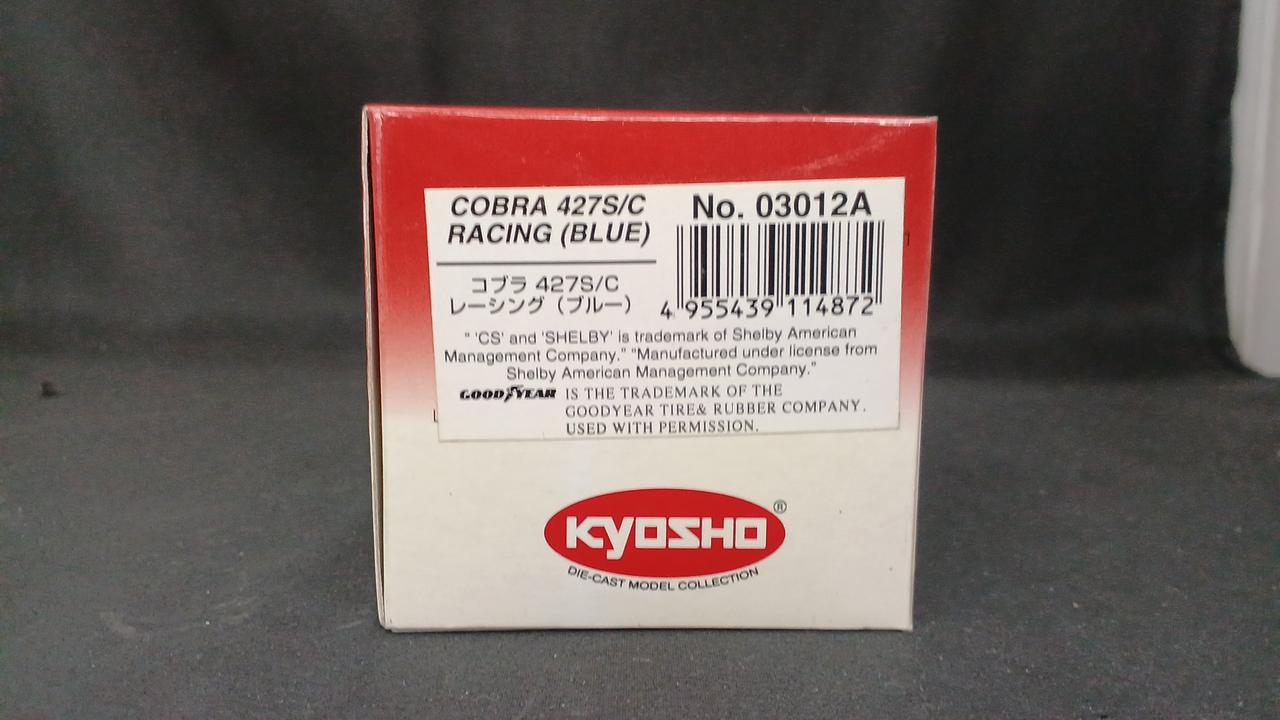 COBRA 427S/C
RACING (BLUE)
コブラ 427S/C
レーシング（ブルー）
No. 03012A
4 955439 114872
" 'CS' and 'SHELBY' is trademark of Shelby American
Management Company." "Manufactured under license from
Shelby American Management Company."
GOODYEAR IS THE TRADEMARK OF THE
GOODYEAR TIRE& RUBBER COMPANY.
USED WITH PERMISSION.
KYOSHO ®
DIE-CAST MODEL COLLECTION